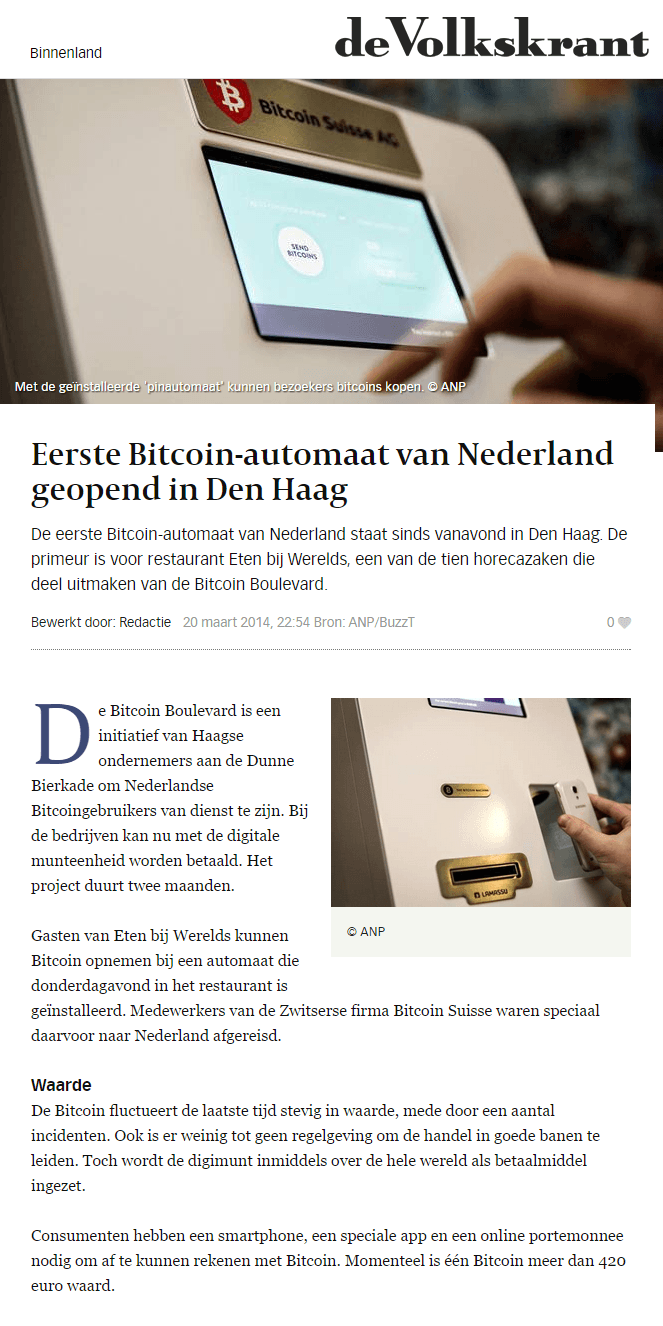 Binnenland
deVolkskrant
Bitcoin Suisse AG
SEND
BITCOINS
Met de geïnstalleerde 'pinautomaat' kunnen bezoekers bitcoins kopen. © ANP
Eerste Bitcoin-automaat van Nederland
geopend in Den Haag
De eerste Bitcoin-automaat van Nederland staat sinds vanavond in Den Haag. De
primeur is voor restaurant Eten bij Werelds, een van de tien horecazaken die
deel uitmaken van de Bitcoin Boulevard.
Bewerkt door: Redactie 20 maart 2014, 22:54 Bron: ANP/BuzzT
0
De Bitcoin Boulevard is een
initiatief van Haagse
ondernemers aan de Dunne
Bierkade om Nederlandse
Bitcoingebruikers van dienst te zijn. Bij
de bedrijven kan nu met de digitale
munteenheid worden betaald. Het
project duurt twee maanden.
LAMASSU
© ANP
Gasten van Eten bij Werelds kunnen
Bitcoin opnemen bij een automaat die
donderdagavond in het restaurant is
geïnstalleerd. Medewerkers van de Zwitserse firma Bitcoin Suisse waren speciaal
daarvoor naar Nederland afgereisd.
Waarde
De Bitcoin fluctueert de laatste tijd stevig in waarde, mede door een aantal
incidenten. Ook is er weinig tot geen regelgeving om de handel in goede banen te
leiden. Toch wordt de digimunt inmiddels over de hele wereld als betaalmiddel
ingezet.
Consumenten hebben een smartphone, een speciale app en een online portemonnee
nodig om af te kunnen rekenen met Bitcoin. Momenteel is één Bitcoin meer dan 420
euro waard.